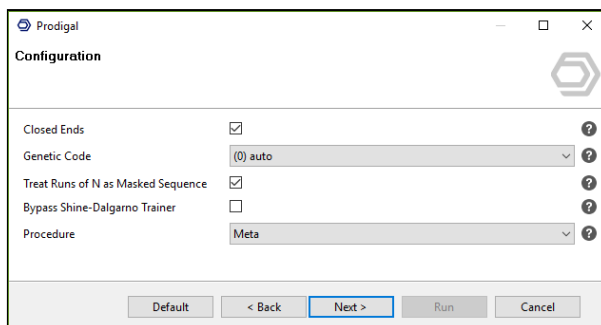 Prodigal
Configuration
Closed Ends
Genetic Code (0) auto
Treat Runs of N as Masked Sequence
Bypass Shine-Dalgarno Trainer
Procedure Meta
Default < Back Next > Run Cancel